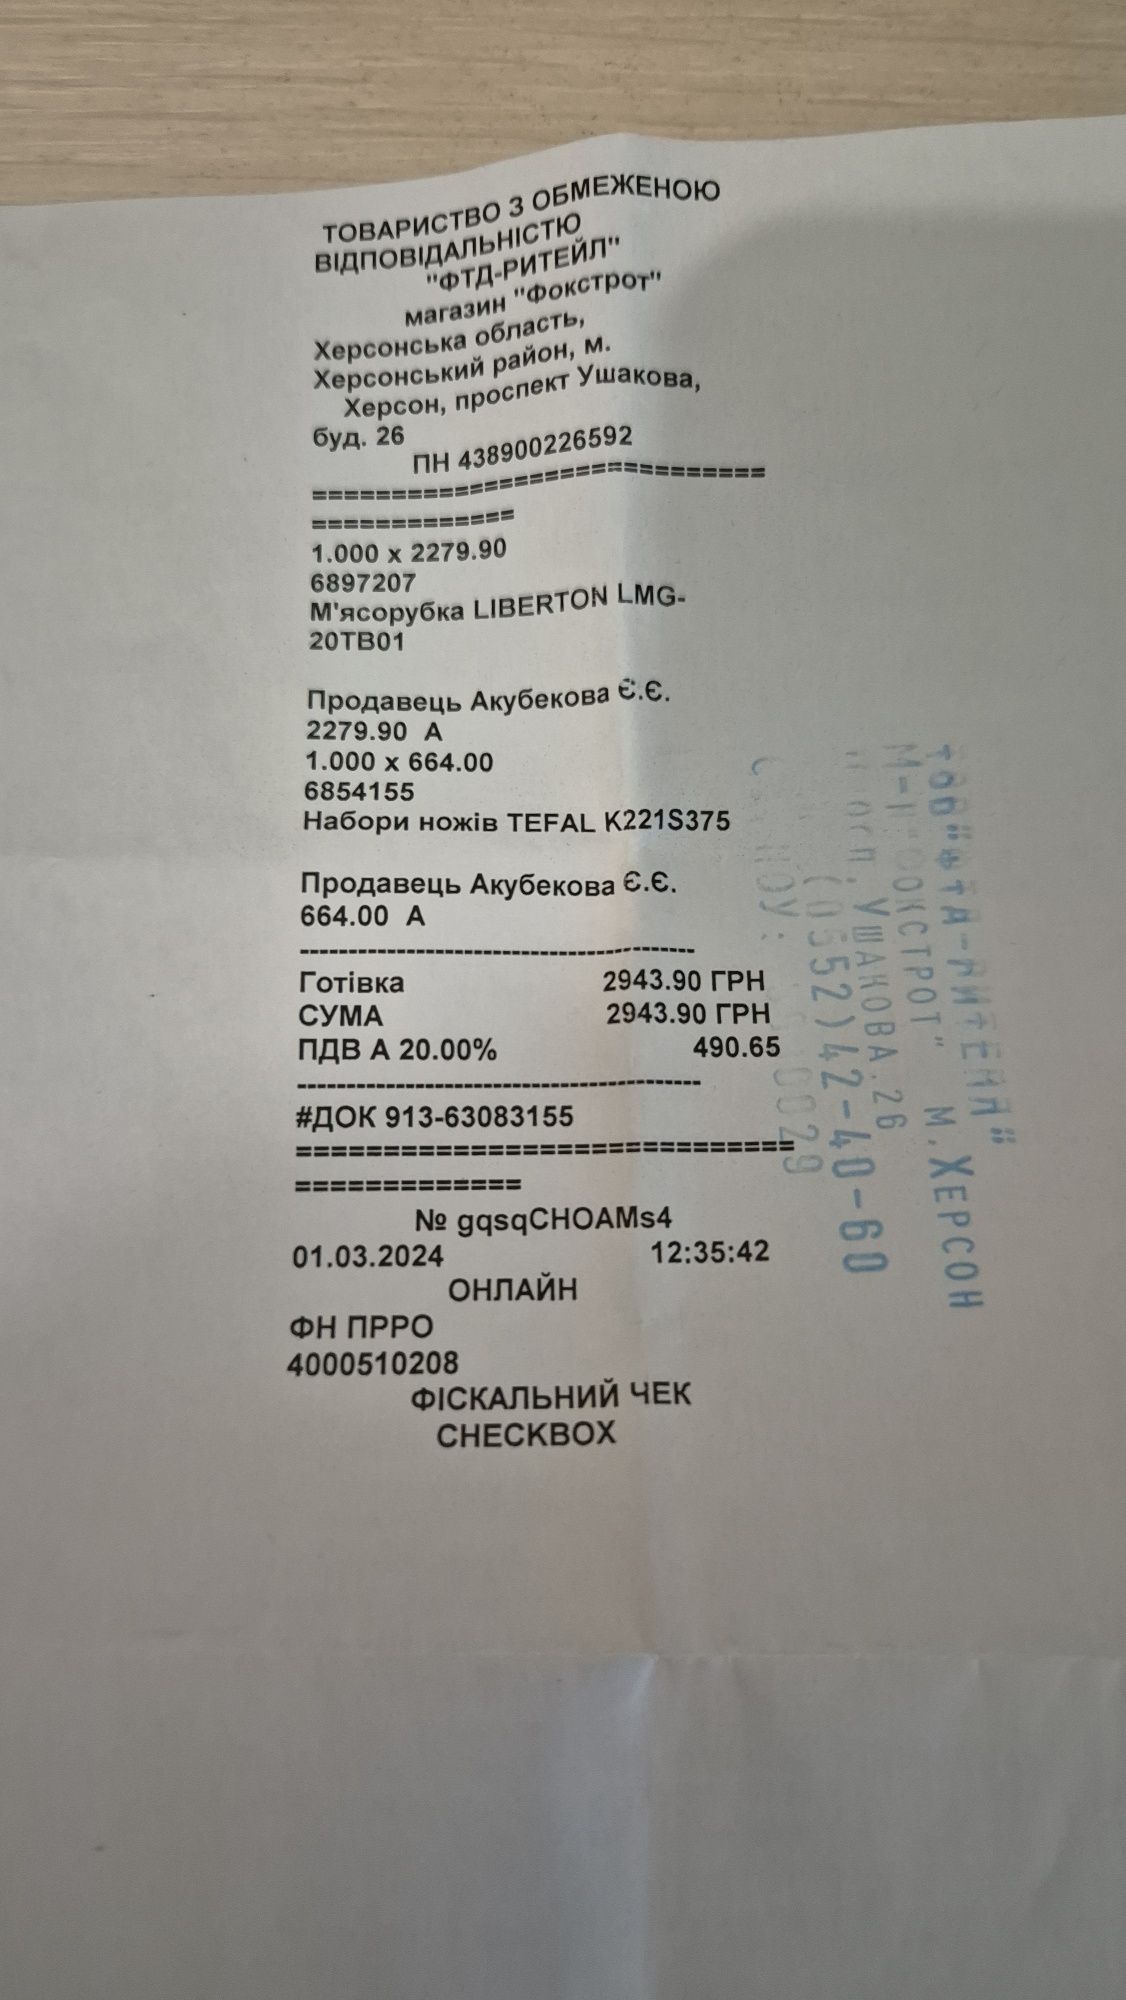 ТОВАРИСТВО З ОБМЕЖЕНОЮ
ВІДПОВІДАЛЬНІСТЮ
"ФТД-РИТЕЙЛ"
магазин "Фокстрот"
Херсонська область,
Херсонський район, м.
Херсон, проспект Ушакова,
буд. 26
ПН 438900226592
=============================
=============
1.000 x 2279.90
6897207
М'ясорубка LIBERTON LMG-
20TB01
Продавець Акубекова Є.Є.
2279.90 А
1.000 x 664.00
6854155
Набори ножів TEFAL K221S375
Продавець Акубекова Є.Є.
664.00 А
------------------------------------------
Готівка 2943.90 ГРН
СУМА 2943.90 ГРН
ПДВ А 20.00% 490.65
------------------------------------------
#ДОК 913-63083155
=============================
=============
№ gqsqCHOAMs4
01.03.2024 12:35:42
ОНЛАЙН
ФН ПРРО
4000510208
ФІСКАЛЬНИЙ ЧЕК
CHECKBOX
ТОВ "ФТД-РИТЕЙЛ"
М-Н "ФОКСТРОТ" М.ХЕРСОН
УШАКОВА.26
(0552)42-40-60